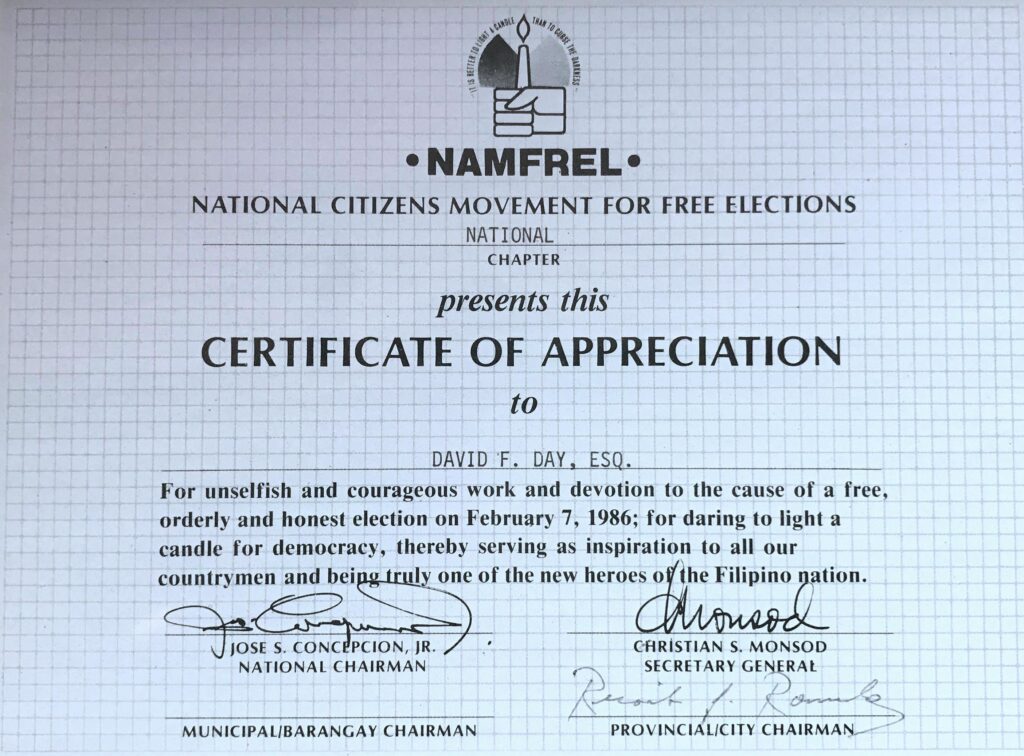 IT IS BETTER TO LIGHT A CANDLE THAN TO CURSE THE DARKNESS
• NAMFREL •
NATIONAL CITIZENS MOVEMENT FOR FREE ELECTIONS
NATIONAL
CHAPTER
presents this
CERTIFICATE OF APPRECIATION
to
DAVID F. DAY, ESQ.
For unselfish and courageous work and devotion to the cause of a free,
orderly and honest election on February 7, 1986; for daring to light a
candle for democracy, thereby serving as inspiration to all our
countrymen and being truly one of the new heroes of the Filipino nation.
JOSE S. CONCEPCION, JR.
NATIONAL CHAIRMAN
CMonsod
CHRISTIAN S. MONSOD
SECRETARY GENERAL
MUNICIPAL/BARANGAY CHAIRMAN
PROVINCIAL/CITY CHAIRMAN